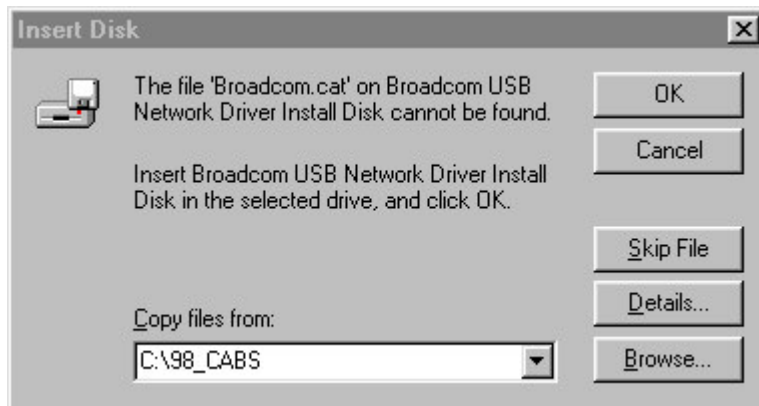 Insert Disk
The file 'Broadcom.cat' on Broadcom USB
Network Driver Install Disk cannot be found.
Insert Broadcom USB Network Driver Install
Disk in the selected drive, and click OK.
Copy files from:
C:\98_CABS
OK
Cancel
Skip File
Details...
Browse...